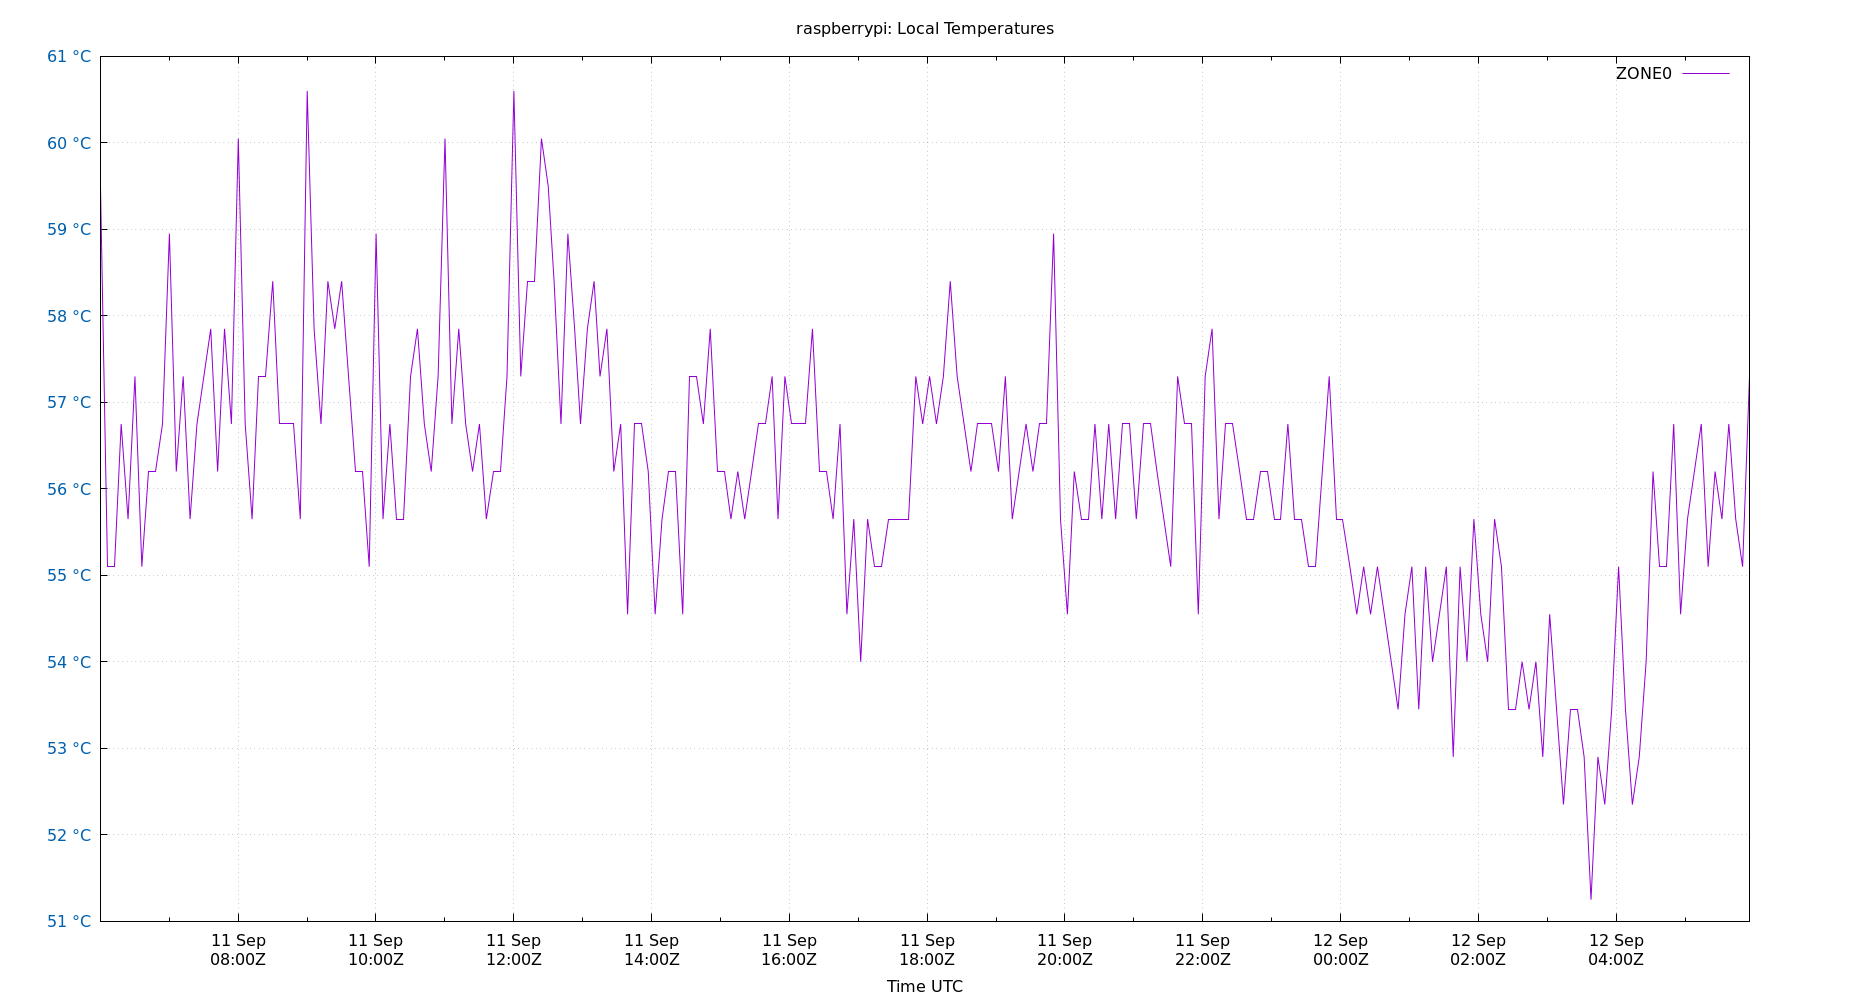 raspberrypi: Local Temperatures
61 °C
ZONE0
60 °C
59 °C
58 °C
57 °C
56 °C
55 °C
54 °C
53 °C
52 °C
51 °C
11 Sep 11 Sep 11 Sep 11 Sep 11 Sep 11 Sep 11 Sep 11 Sep 12 Sep 12 Sep 12 Sep
08:00Z 10:00Z 12:00Z 14:00Z 16:00Z 18:00Z 20:00Z 22:00Z 00:00Z 02:00Z 04:00Z
Time UTC